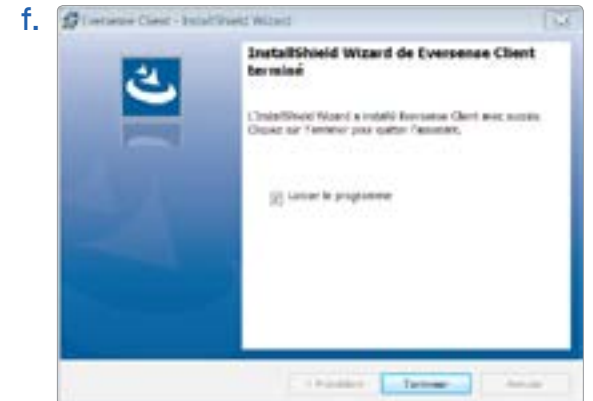 f.
Eversense Client - InstallShield Wizard
InstallShield Wizard de Eversense Client
terminé
L'InstallShield Wizard a installé Eversense Client avec succès.
Cliquez sur Terminer pour quitter l'assistant.
Lancer le programme
< Précédent
Terminer
Annuler